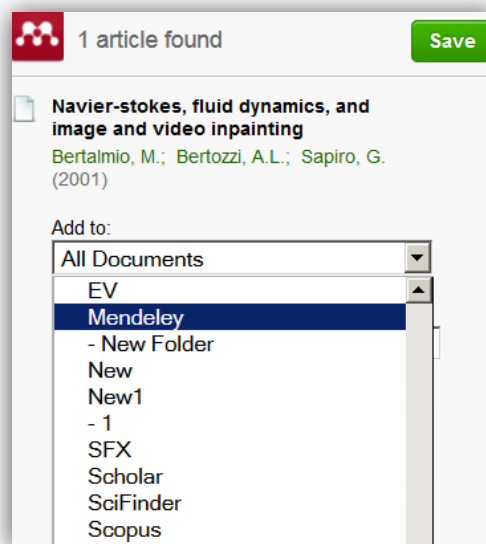 1 article found
Save
Navier-stokes, fluid dynamics, and
image and video inpainting
Bertalmio, M.; Bertozzi, A.L.; Sapiro, G.
(2001)
Add to:
All Documents
EV
Mendeley
- New Folder
New
New1
- 1
SFX
Scholar
SciFinder
Scopus